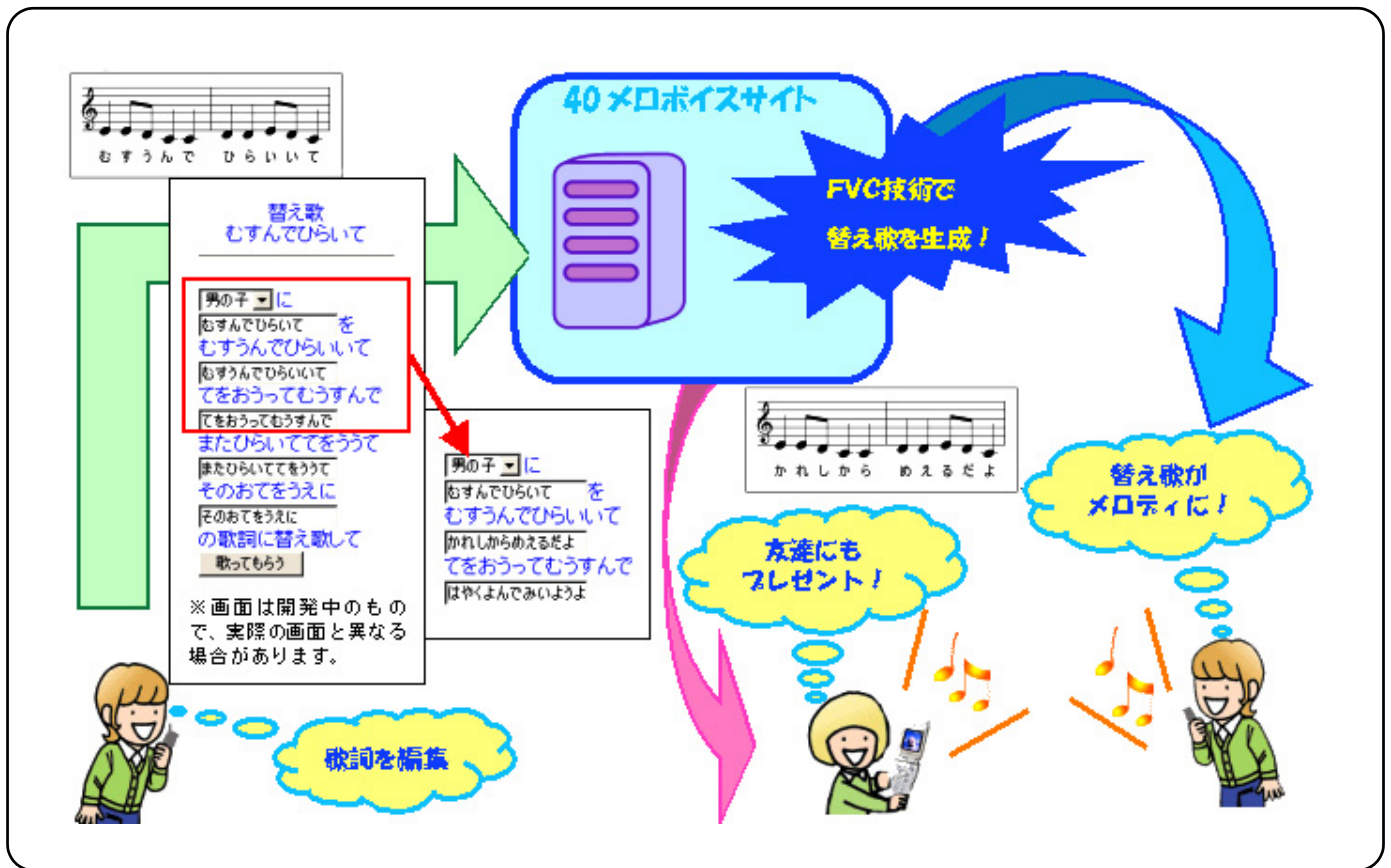 40メロボイスサイト
むすうんで ひらいいて
FVC技術で
替え歌を生成！
替え歌
むすんでひらいて
男の子 に
むすんでひらいて を
むすうんでひらいいて
むすうんでひらいいて
てをおうってむうすんで
てをおうってむうすんで
またひらいててをううて
またひらいててをううて
そのおてをうえに
そのおてをうえに
の歌詞に替え歌して
歌ってもらう
※画面は開発中のもの
で、実際の画面と異なる
場合があります。
男の子 に
むすんでひらいて を
むすうんでひらいいて
かれしからめえるだよ
てをおうってむうすんで
はやくよんでみいようよ
かれしから めえるだよ
替え歌が
メロディに！
友達にも
プレゼント！
歌詞を編集